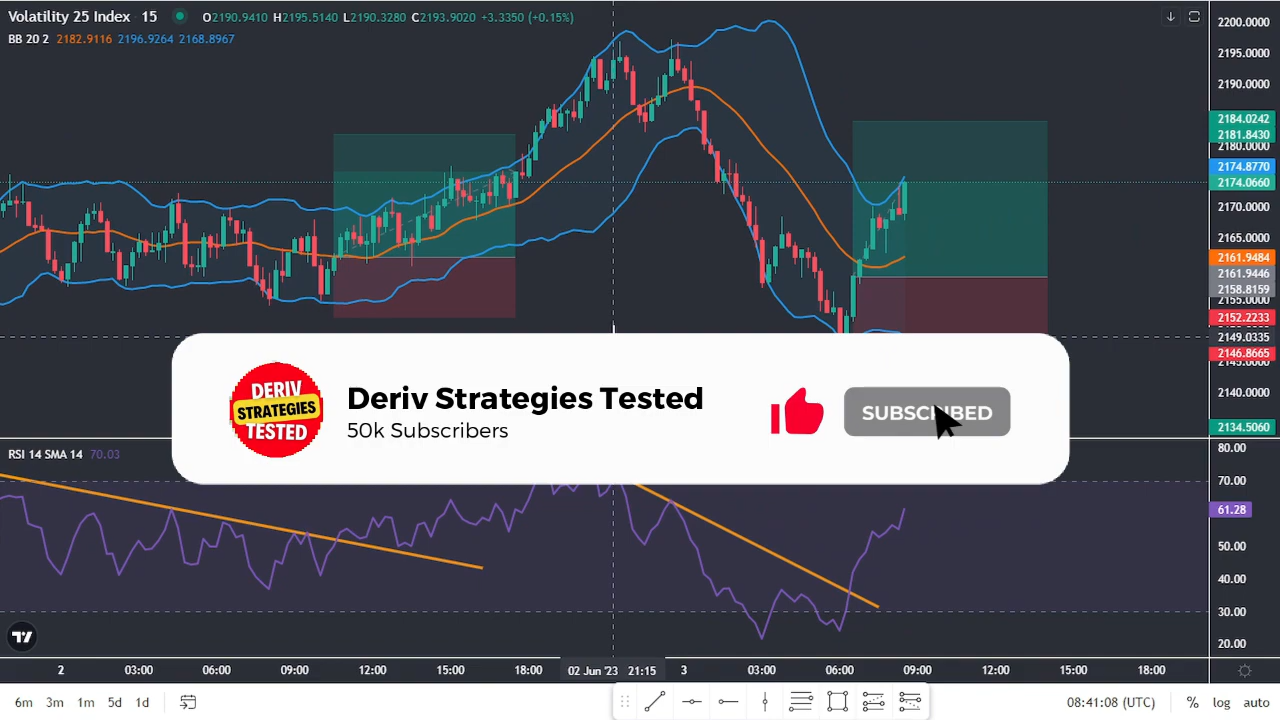 Volatility 25 Index 15 O2190.9410 H2195.5140 L2190.3280 C2193.9020 +3.3350 (+0.15%)
BB 20 2 2182.9116 2196.9264 2168.8967
2200.0000
2195.0000
2190.0000
2184.0242
2181.8430
2180.0000
2174.8770
2174.0660
2170.0000
2165.0000
2161.9484
2161.9446
2158.8159
2155.0000
2152.2233
2149.0335
2146.8665
2145.0000
2140.0000
2134.5060
DERIV
STRATEGIES
TESTED
Deriv Strategies Tested
50k Subscribers
SUBSCRIBED
RSI 14 SMA 14 70.03
80.00
70.00
61.28
50.00
40.00
30.00
20.00
2 03:00 06:00 09:00 12:00 15:00 18:00 02 Jun '23 21:15 3 03:00 06:00 09:00 12:00 15:00 18:00
6m 3m 1m 5d 1d 08:41:08 (UTC) % log auto